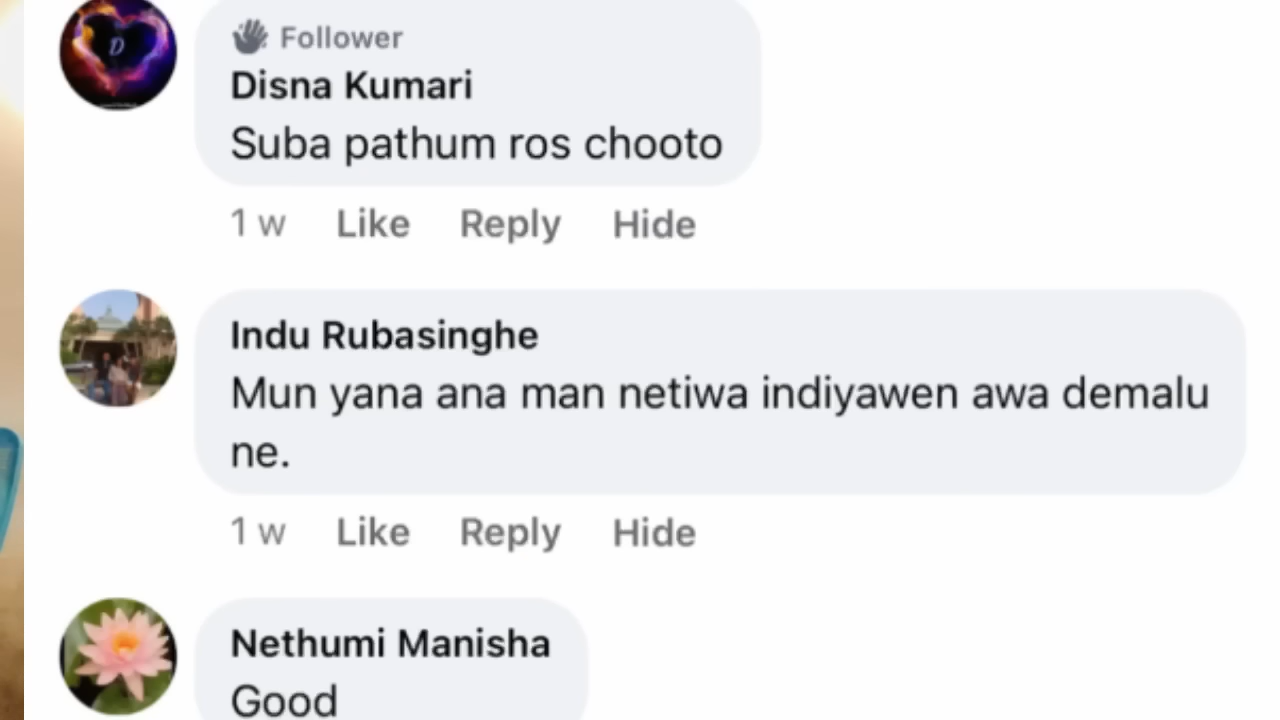 Follower
Disna Kumari
Suba pathum ros chooto
1 w Like Reply Hide
Indu Rubasinghe
Mun yana ana man netiwa indiyawen awa demalu
ne.
1 w Like Reply Hide
Nethumi Manisha
Good